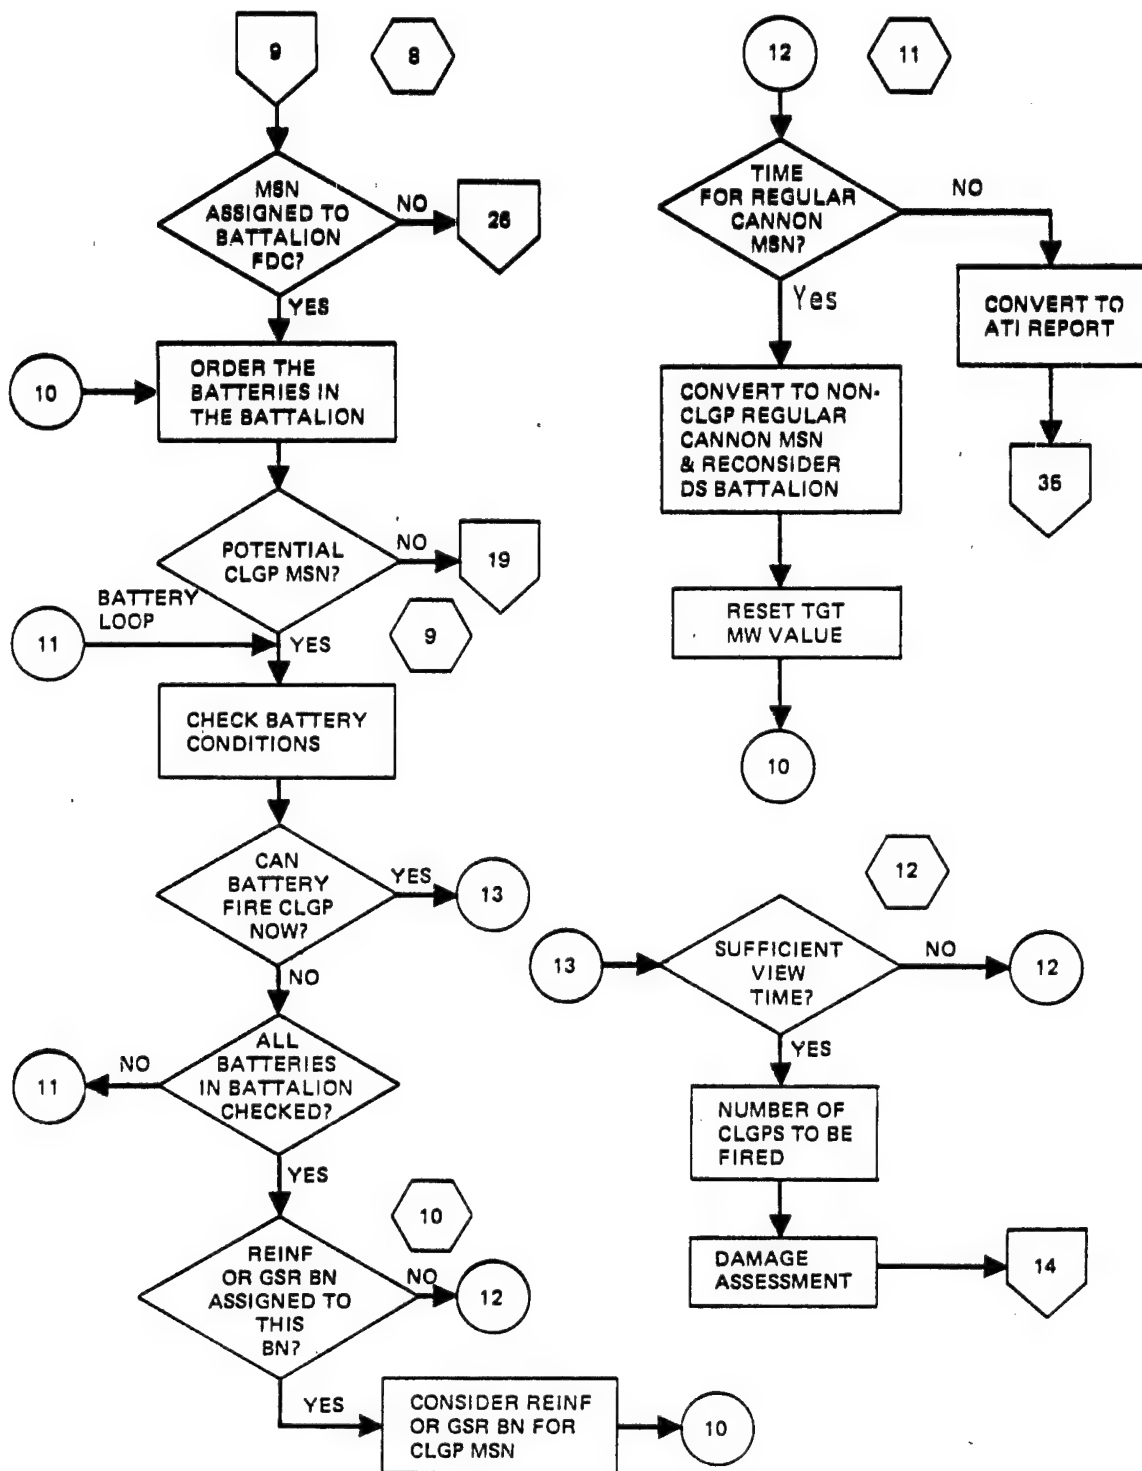 9
8
MSN
ASSIGNED TO
BATTALION
FDC?
NO
26
YES
10
ORDER THE
BATTERIES IN
THE BATTALION
POTENTIAL
CLGP MSN?
NO
19
BATTERY
LOOP
11
YES
9
CHECK BATTERY
CONDITIONS
CAN
BATTERY
FIRE CLGP
NOW?
YES
13
NO
ALL
BATTERIES
IN BATTALION
CHECKED?
NO
11
YES
10
REINF
OR GSR BN
ASSIGNED TO
THIS
BN?
NO
12
YES
CONSIDER REINF
OR GSR BN FOR
CLGP MSN
10
12
11
TIME
FOR REGULAR
CANNON
MSN?
NO
Yes
CONVERT TO
ATI REPORT
35
CONVERT TO NON-
CLGP REGULAR
CANNON MSN
& RECONSIDER
DS BATTALION
RESET TGT
MW VALUE
10
12
13
SUFFICIENT
VIEW
TIME?
NO
12
YES
NUMBER OF
CLGPS TO BE
FIRED
DAMAGE
ASSESSMENT
14